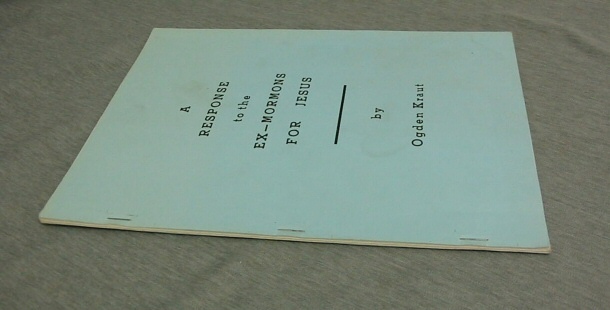 A
RESPONSE
to the
EX-MORMONS
FOR JESUS
by
Ogden Kraut